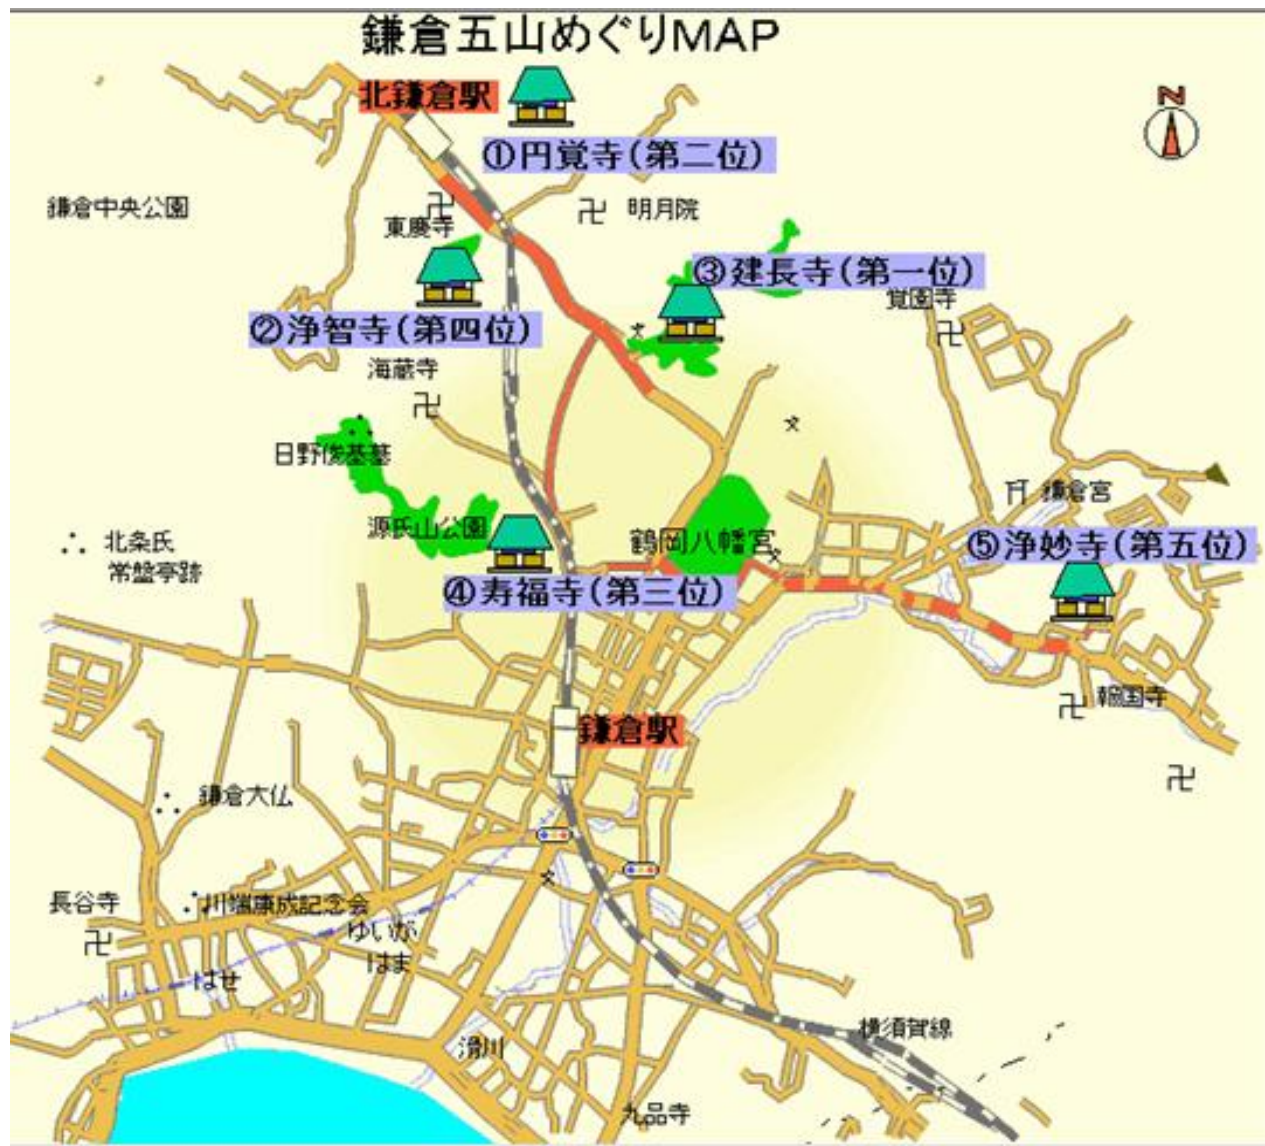 鎌倉五山めぐりMAP
北鎌倉駅
N
①円覚寺(第二位)
鎌倉中央公園
東慶寺
明月院
③建長寺(第一位)
覚園寺
②浄智寺(第四位)
海蔵寺
日野俊基墓
鎌倉宮
源氏山公園
鶴岡八幡宮
北条氏
常盤亭跡
⑤浄妙寺(第五位)
④寿福寺(第三位)
報国寺
鎌倉駅
鎌倉大仏
長谷寺
川端康成記念会
ゆいが
はま
はせ
滑川
横須賀線
九品寺